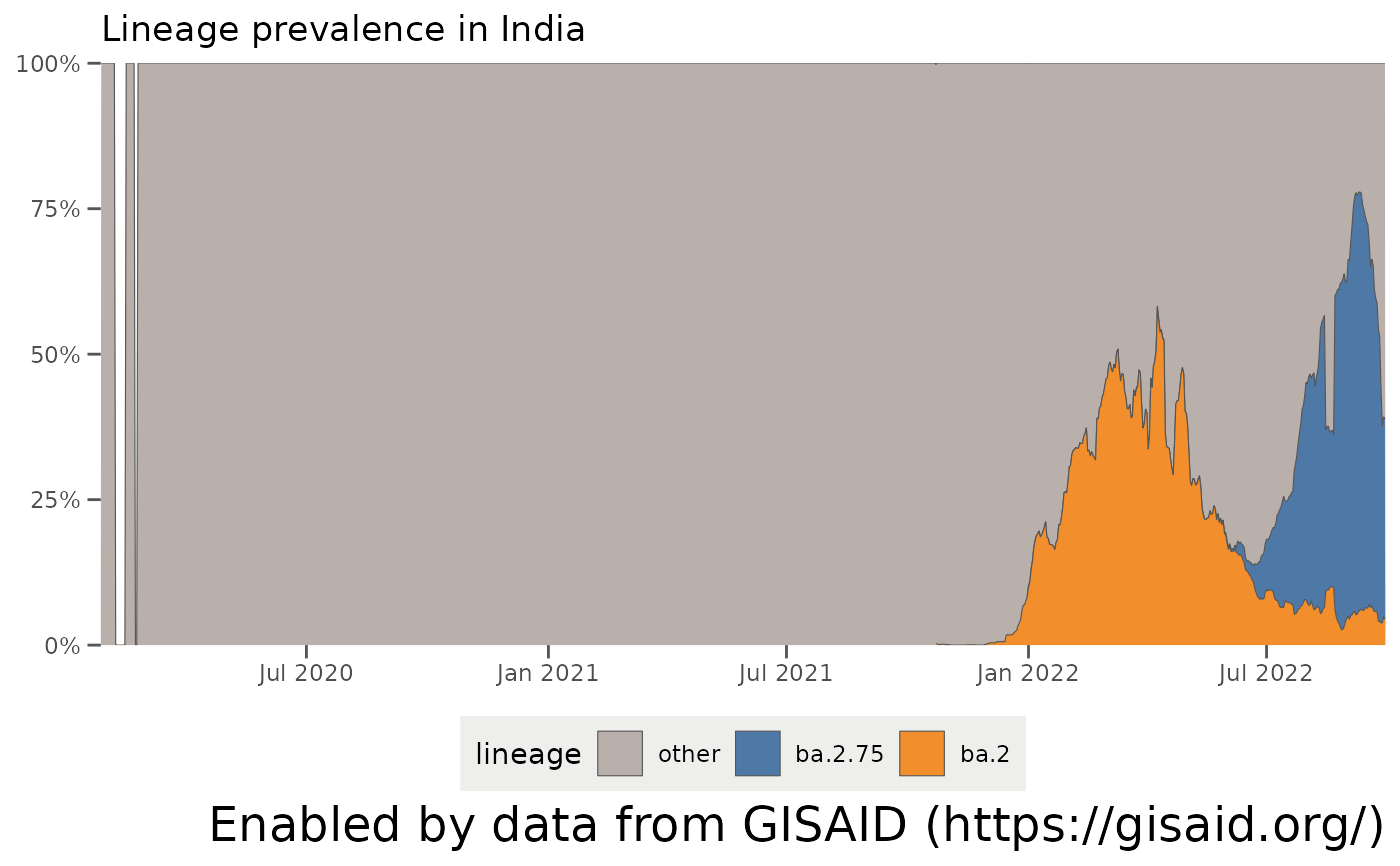 Lineage prevalence in India
100%
75%
50%
25%
0%
Jul 2020 Jan 2021 Jul 2021 Jan 2022 Jul 2022
lineage other ba.2.75 ba.2
Enabled by data from GISAID (https://gisaid.org/)